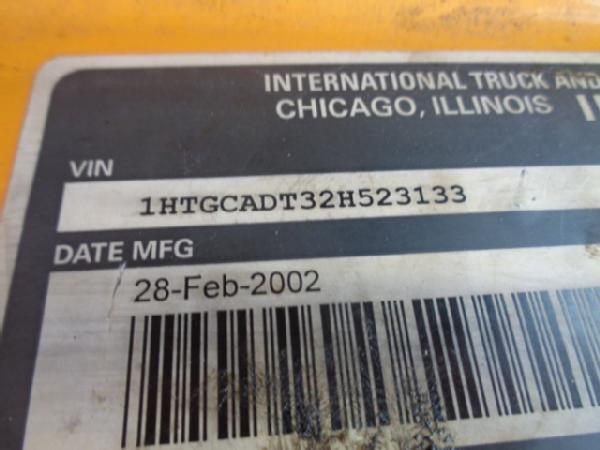 INTERNATIONAL TRUCK AND
CHICAGO, ILLINOIS
VIN
1HTGCADT32H523133
DATE MFG
28-Feb-2002